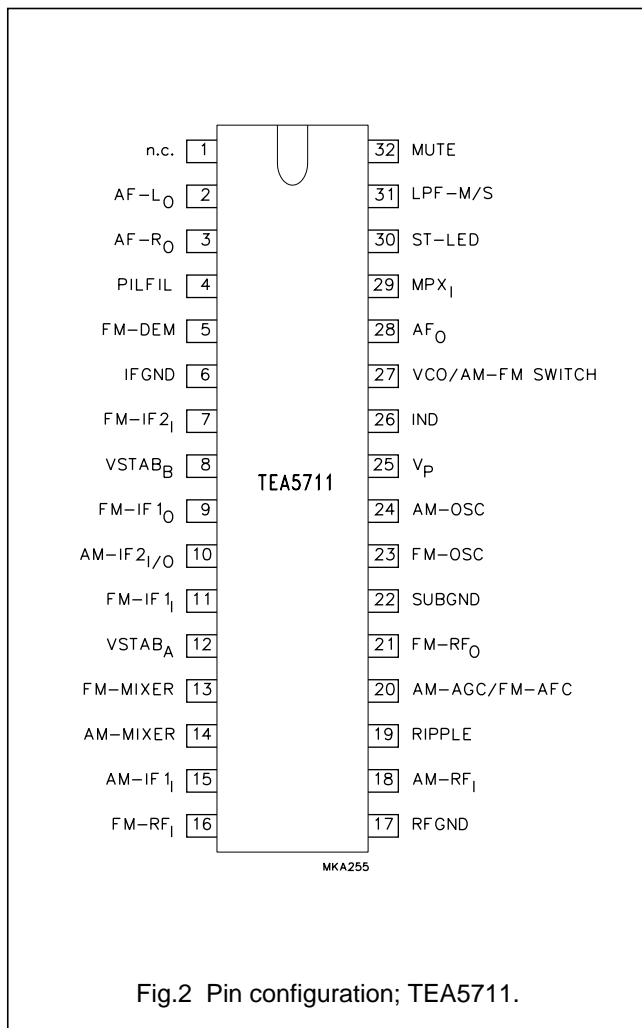 n.c. 1 32 MUTE
AF-LO 2 31 LPF-M/S
AF-RO 3 30 ST-LED
PILFIL 4 29 MPXI
FM-DEM 5 28 AFO
IFGND 6 27 VCO/AM-FM SWITCH
FM-IF2I 7 26 IND
VSTABB 8 25 VP
TEA5711
FM-IF1O 9 24 AM-OSC
AM-IF2I/O 10 23 FM-OSC
FM-IF1I 11 22 SUBGND
VSTABA 12 21 FM-RFO
FM-MIXER 13 20 AM-AGC/FM-AFC
AM-MIXER 14 19 RIPPLE
AM-IF1I 15 18 AM-RFI
FM-RFI 16 17 RFGND
MKA255
Fig.2 Pin configuration; TEA5711.